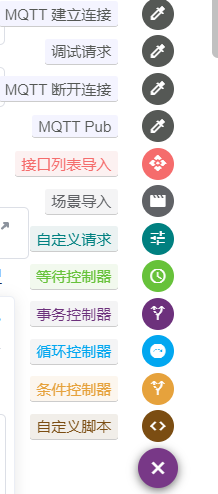 MQTT 建立连接
调试请求
MQTT 断开连接
MQTT Pub
接口列表导入
场景导入
自定义请求
等待控制器
事务控制器
循环控制器
条件控制器
自定义脚本